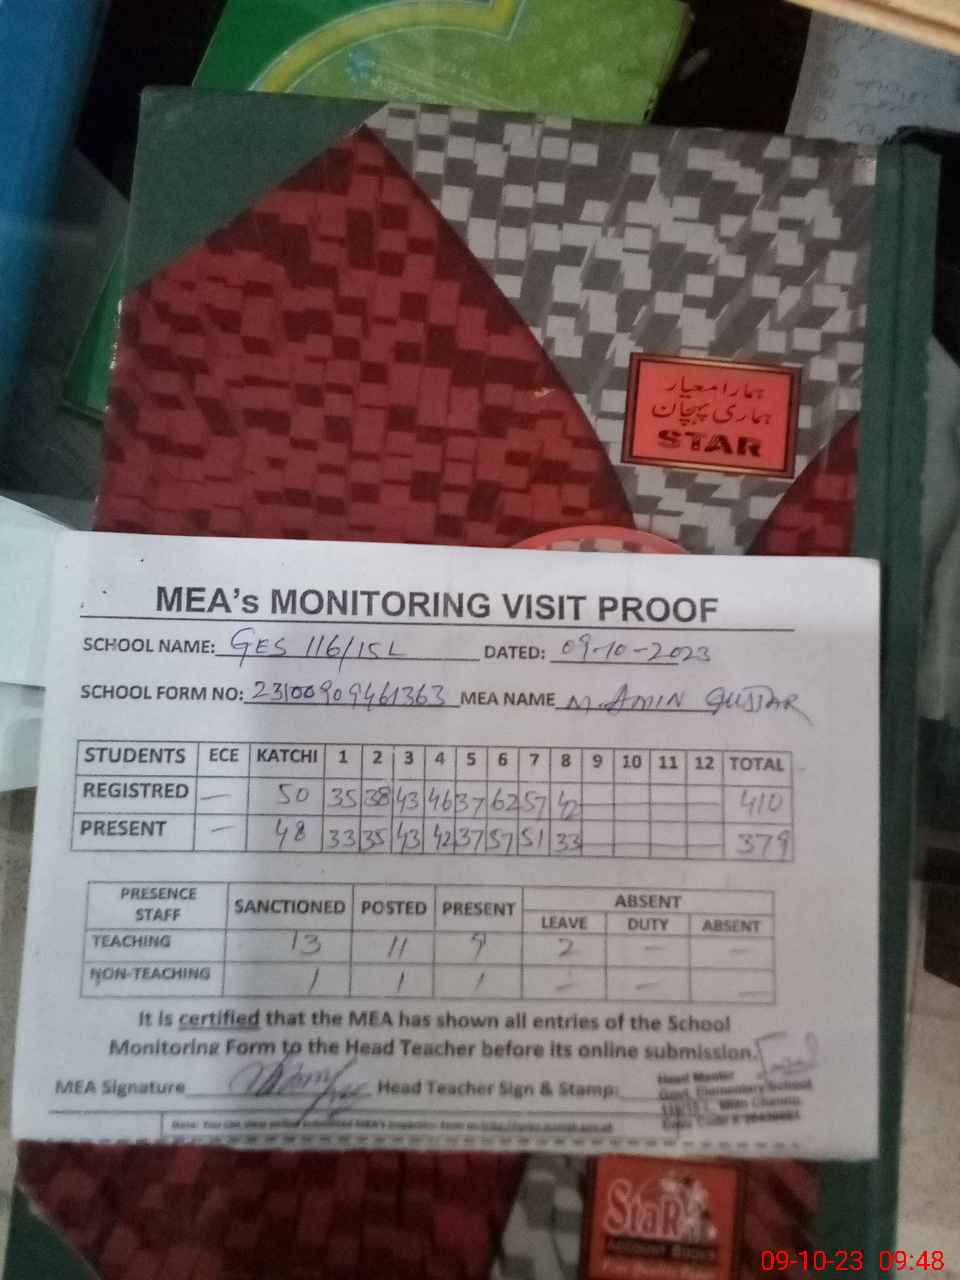 ہمارا معیار
ہماری پہچان
STAR
MEA's MONITORING VISIT PROOF
SCHOOL NAME: GES 116/15L DATED: 09-10-2023
SCHOOL FORM NO: 23100909461363 MEA NAME M. AMIN GUJJAR
STUDENTS ECE KATCHI 1 2 3 4 5 6 7 8 9 10 11 12 TOTAL
REGISTRED — 50 35 38 43 46 37 62 57 42 410
PRESENT — 48 33 35 43 42 37 57 51 33 379
PRESENCE STAFF SANCTIONED POSTED PRESENT ABSENT
LEAVE DUTY ABSENT
TEACHING 13 11 9 2 — —
NON-TEACHING 1 1 1 — — —
It is certified that the MEA has shown all entries of the School
Monitoring Form to the Head Teacher before its online submission.
MEA Signature Head Teacher Sign & Stamp:
Head Master
Govt. Elementary School
116/15 L Mian Channu
StaR
ACCOUNT BOOKS
09-10-23 09:48